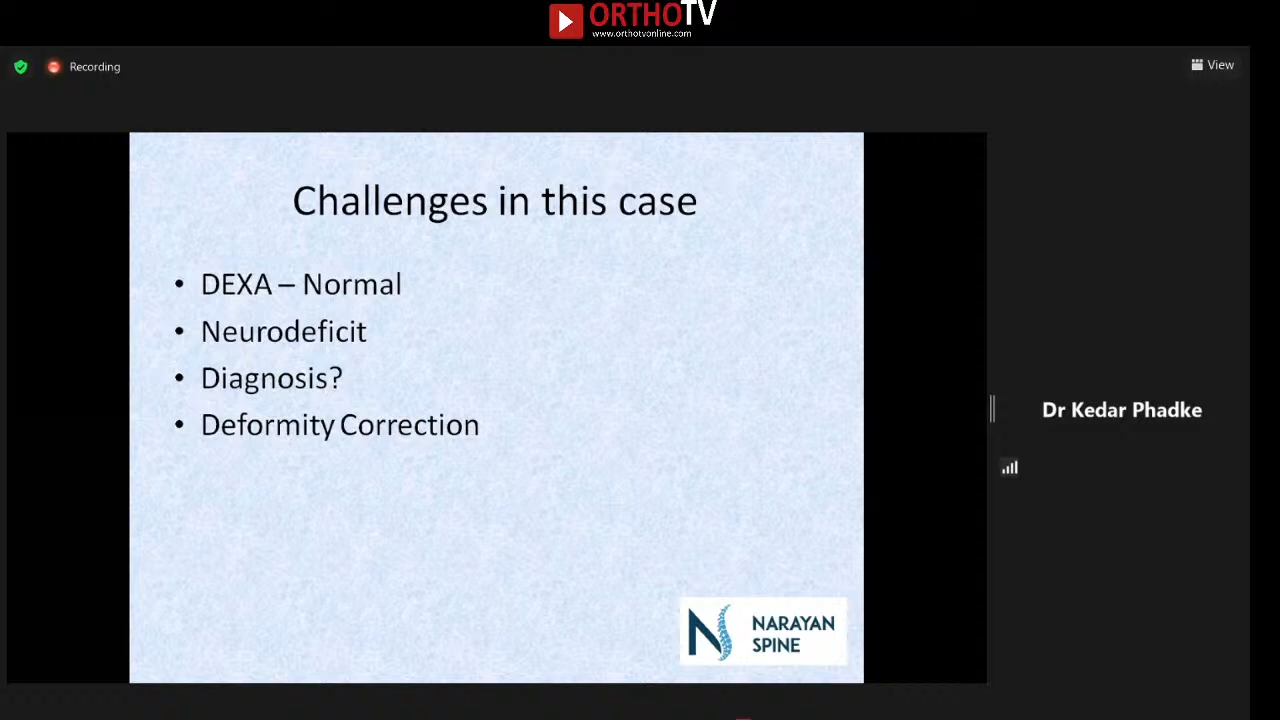 ORTHOTV
www.orthotvonline.com
Recording
View
Challenges in this case
• DEXA – Normal
• Neurodeficit
• Diagnosis?
• Deformity Correction
Dr Kedar Phadke
N NARAYAN
SPINE